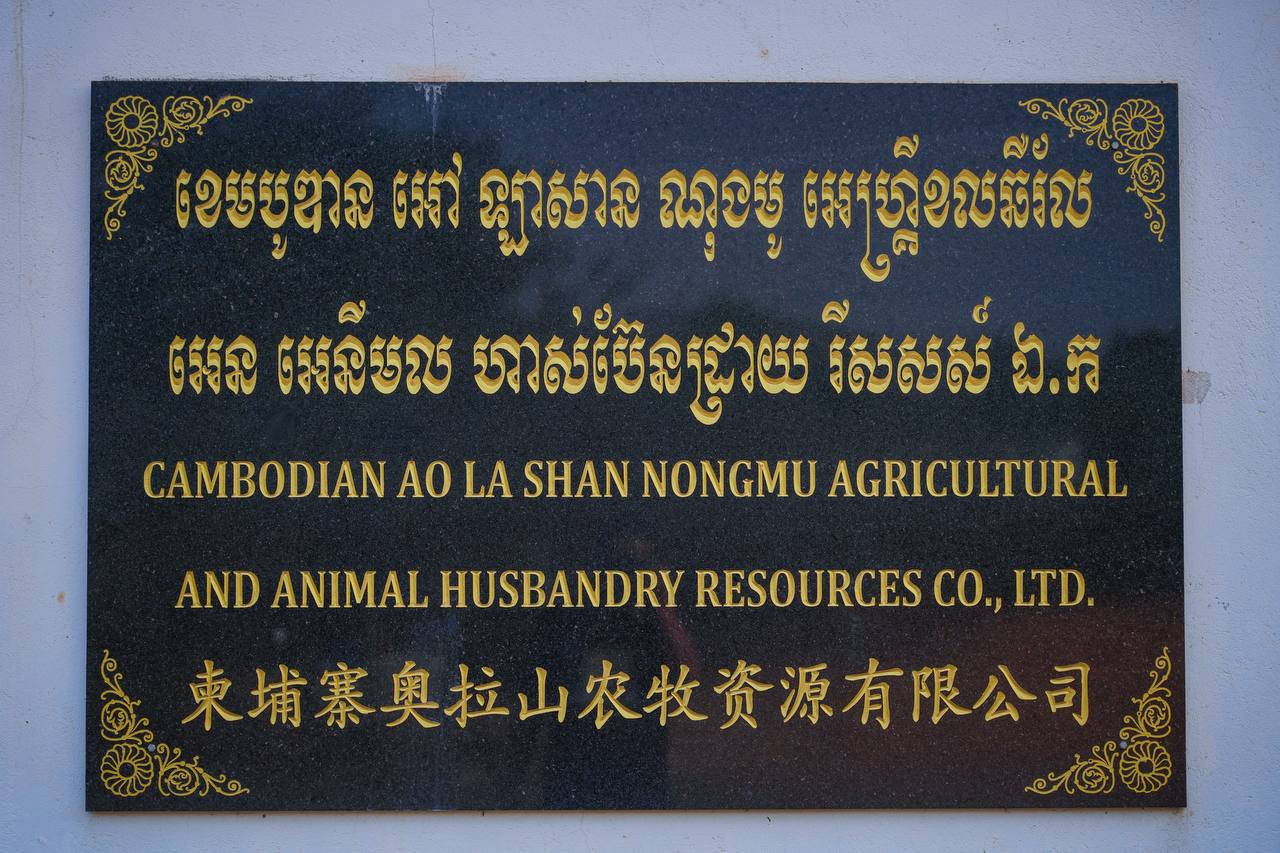 ខេមបូឌាន អៅ ឡាសាន ណុងមូ អេហ្គ្រីខលធីរ័ល
អេន អេនីមល ហាស់ប៊ែនដ្រាយ រីសសស៍ ឯ.ក
CAMBODIAN AO LA SHAN NONGMU AGRICULTURAL
AND ANIMAL HUSBANDRY RESOURCES CO., LTD.
柬埔寨奥拉山农牧资源有限公司